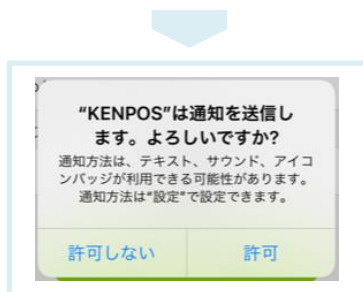 “KENPOS”は通知を送信し
ます。よろしいですか?
通知方法は、テキスト、サウンド、アイコ
ンバッジが利用できる可能性があります。
通知方法は“設定”で設定できます。
許可しない
許可